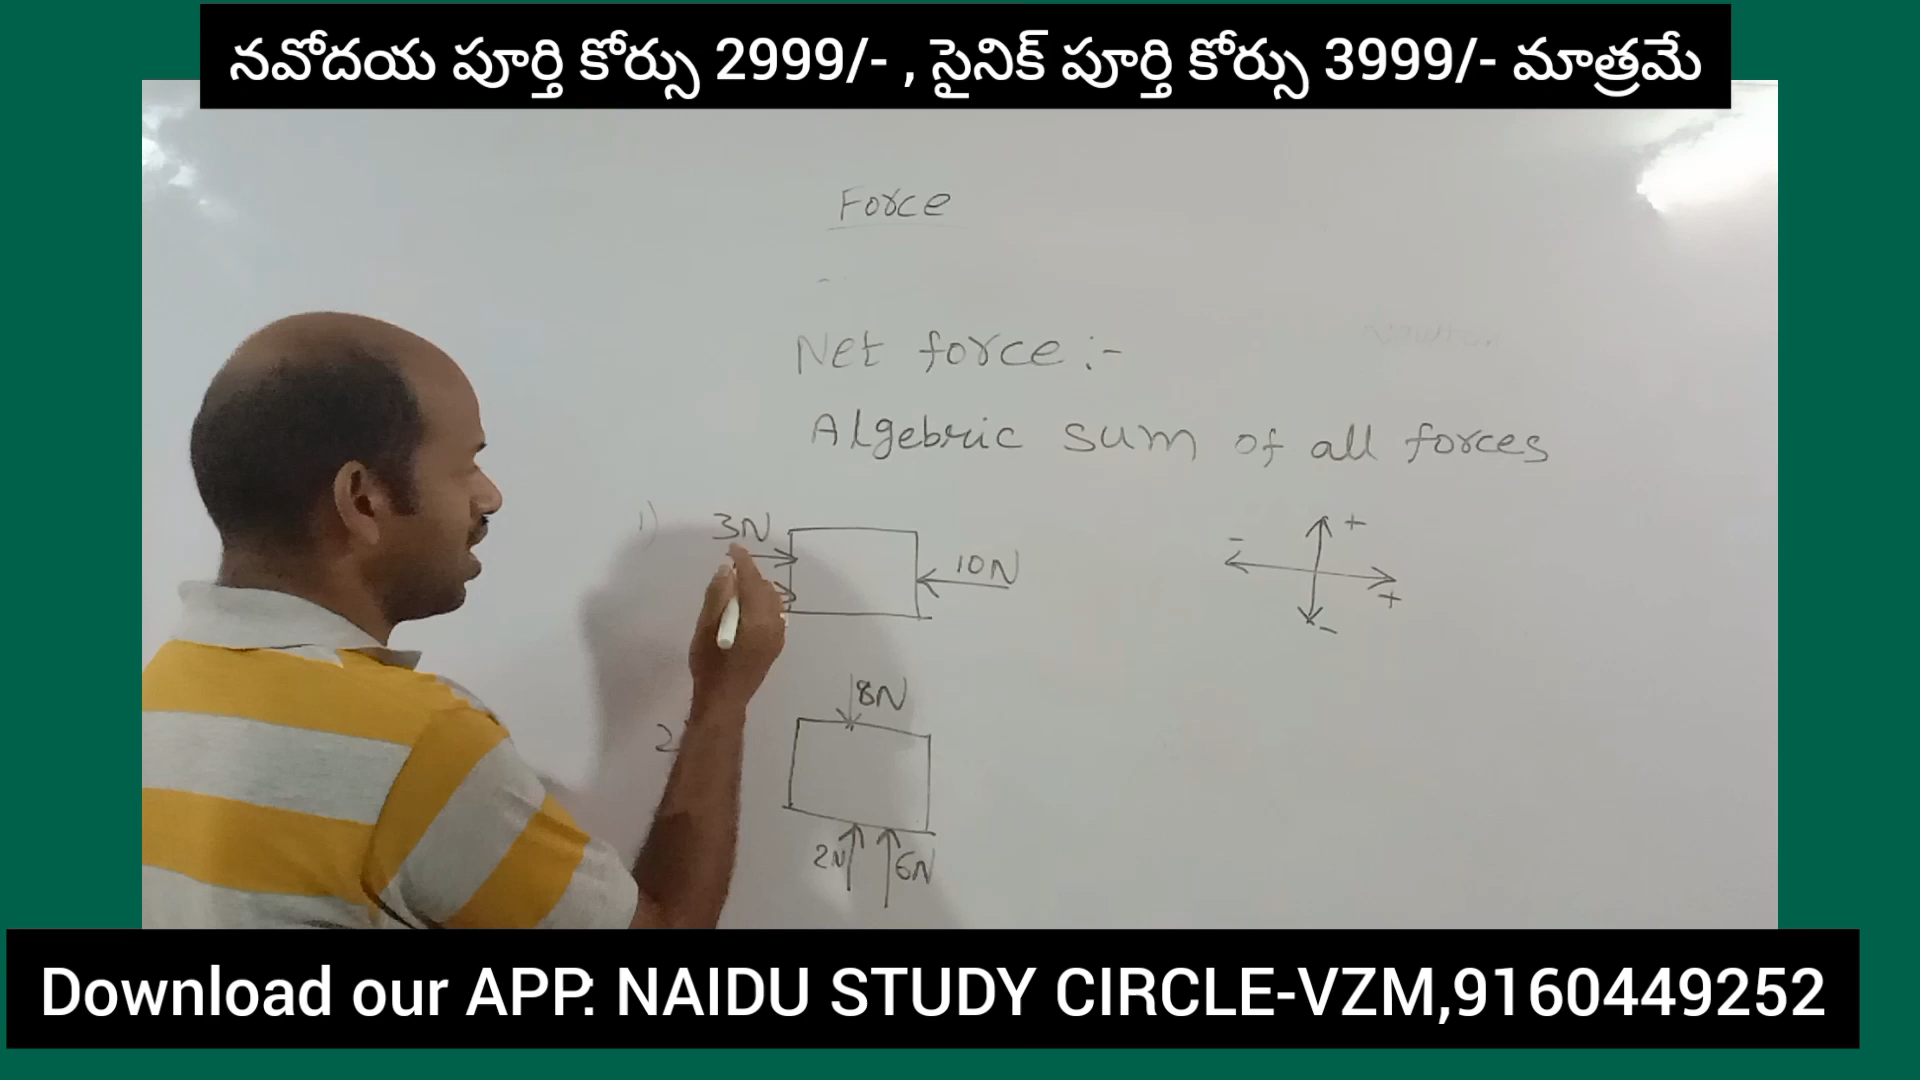 నవోదయ పూర్తి కోర్సు 2999/- , సైనిక్ పూర్తి కోర్సు 3999/- మాత్రమే
Force
Net force :-
Algebric sum of all forces
1)
3N
10N
-
+
+
-
8N
2
2N
6N
Download our APP: NAIDU STUDY CIRCLE-VZM,9160449252